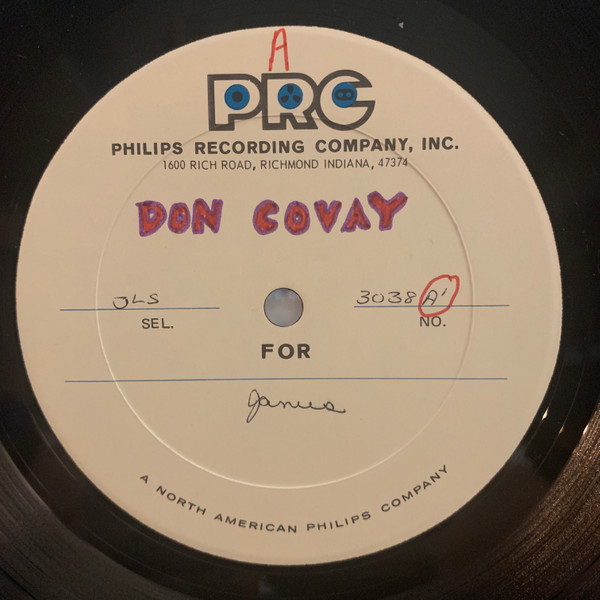 A
PRC
PHILIPS RECORDING COMPANY, INC.
1600 RICH ROAD, RICHMOND INDIANA, 47374
DON COVAY
JLS 3038 A'
SEL. NO.
FOR
Janus
A NORTH AMERICAN PHILIPS COMPANY